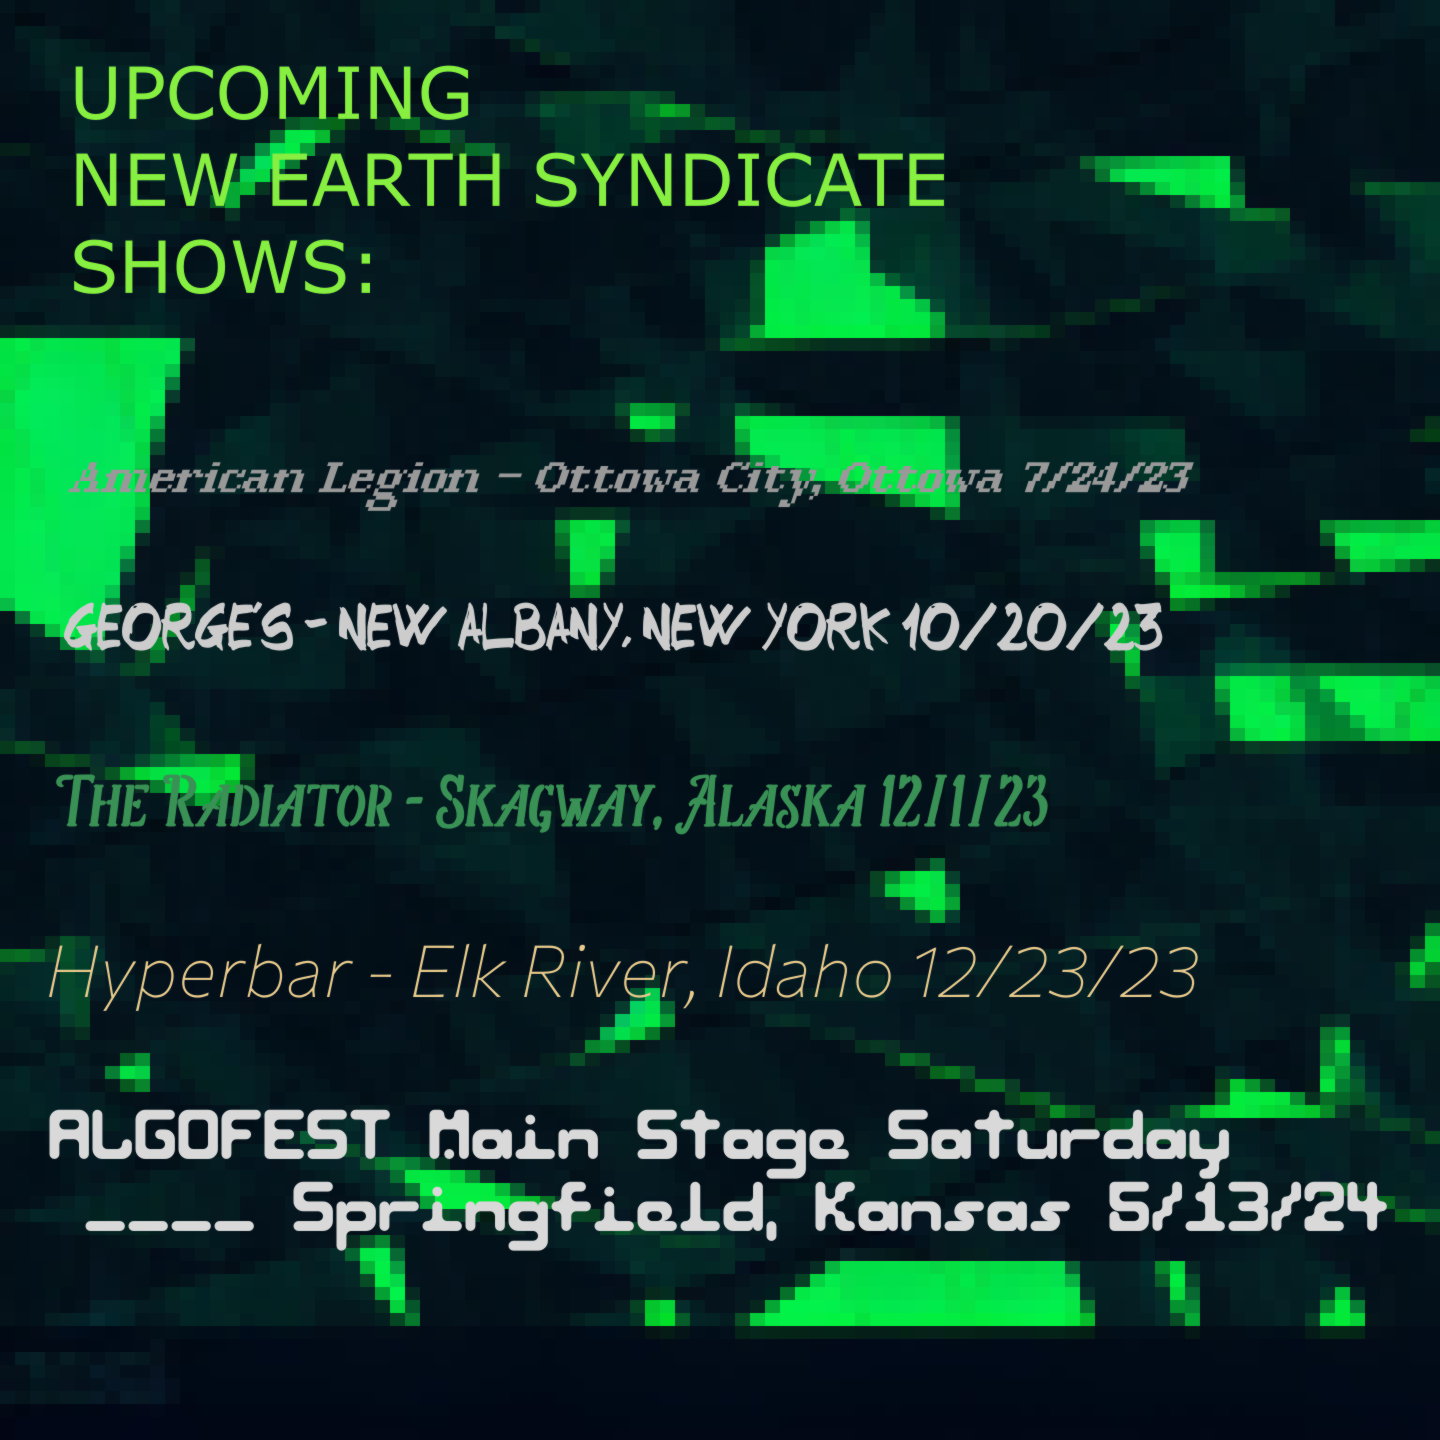 UPCOMING
NEW EARTH SYNDICATE
SHOWS:
American Legion - Ottowa City, Ottowa 7/24/23
GEORGE'S - NEW ALBANY, NEW YORK 10/20/23
The Radiator - Skagway, Alaska 12/1/23
Hyperbar - Elk River, Idaho 12/23/23
ALGOFEST Main Stage Saturday
____ Springfield, Kansas 5/13/24